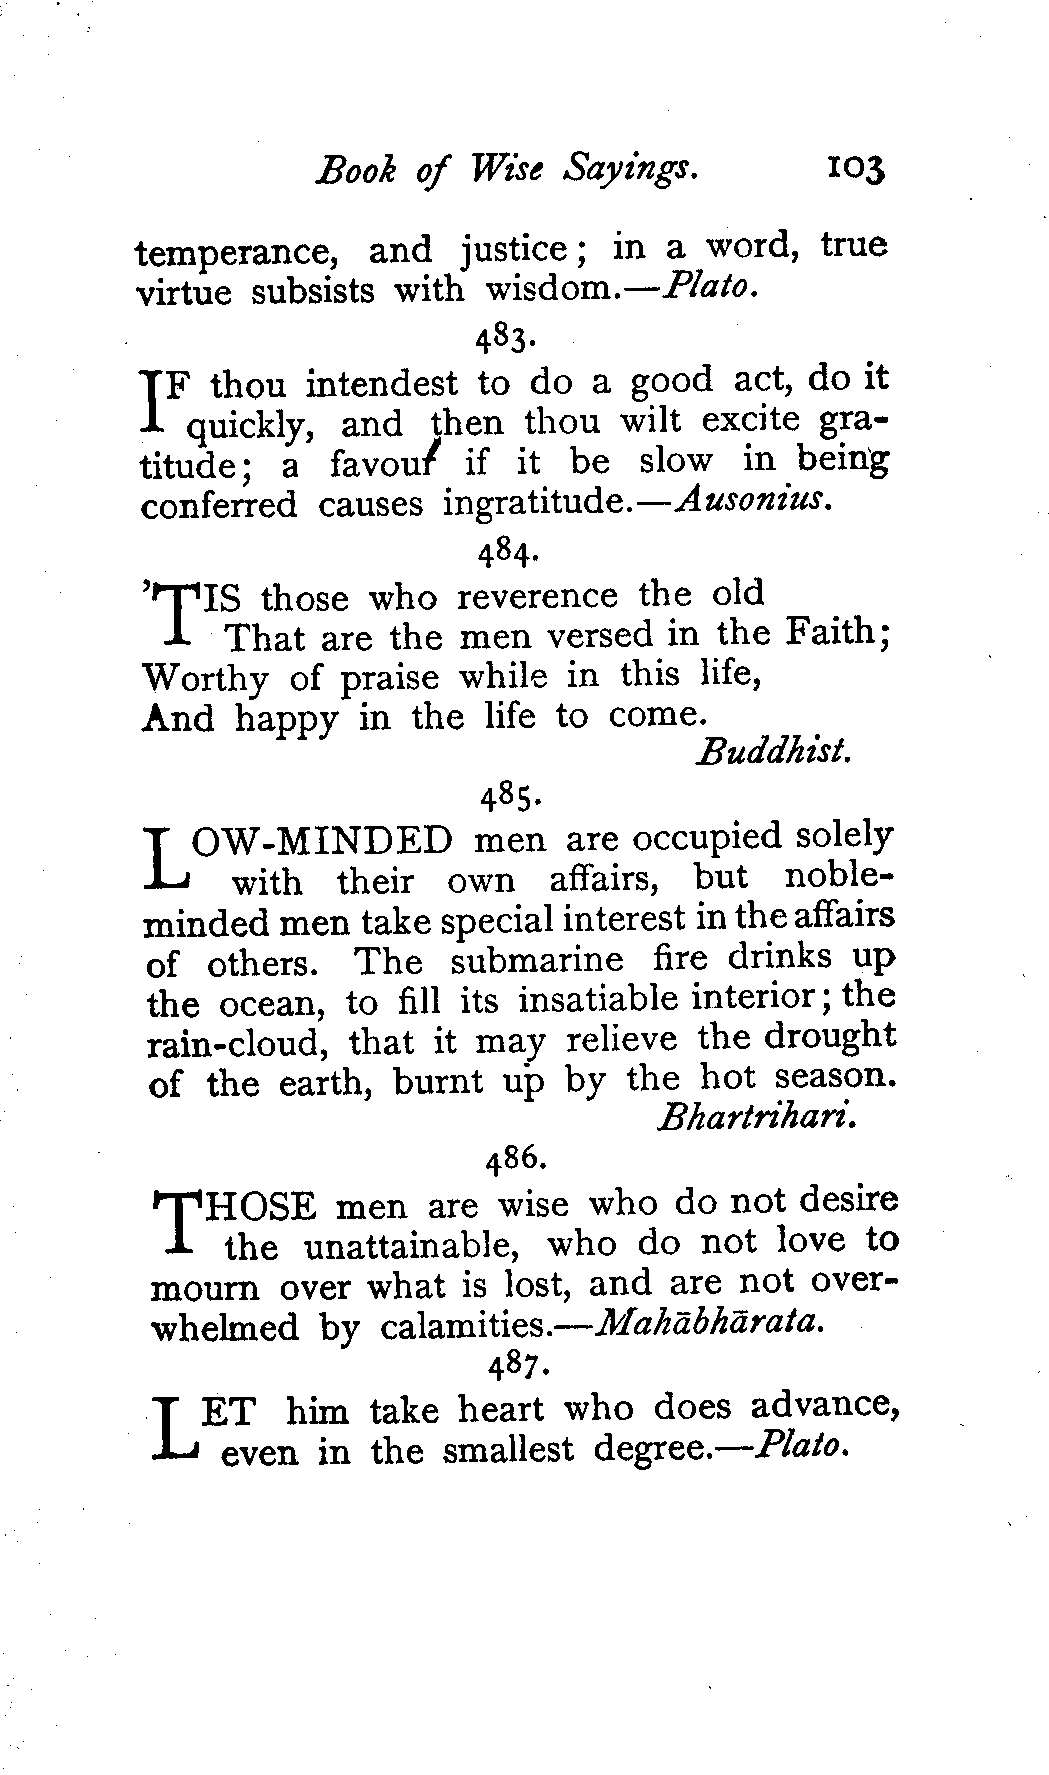 Book of Wise Sayings. 103
temperance, and justice; in a word, true
virtue subsists with wisdom.—Plato.
483.
IF thou intendest to do a good act, do it
quickly, and then thou wilt excite gra-
titude; a favour if it be slow in being
conferred causes ingratitude.—Ausonius.
484.
'TIS those who reverence the old
That are the men versed in the Faith;
Worthy of praise while in this life,
And happy in the life to come.
Buddhist.
485.
LOW-MINDED men are occupied solely
with their own affairs, but noble-
minded men take special interest in the affairs
of others. The submarine fire drinks up
the ocean, to fill its insatiable interior; the
rain-cloud, that it may relieve the drought
of the earth, burnt up by the hot season.
Bhartrihari.
486.
THOSE men are wise who do not desire
the unattainable, who do not love to
mourn over what is lost, and are not over-
whelmed by calamities.—Mahābhārata.
487.
LET him take heart who does advance,
even in the smallest degree.—Plato.